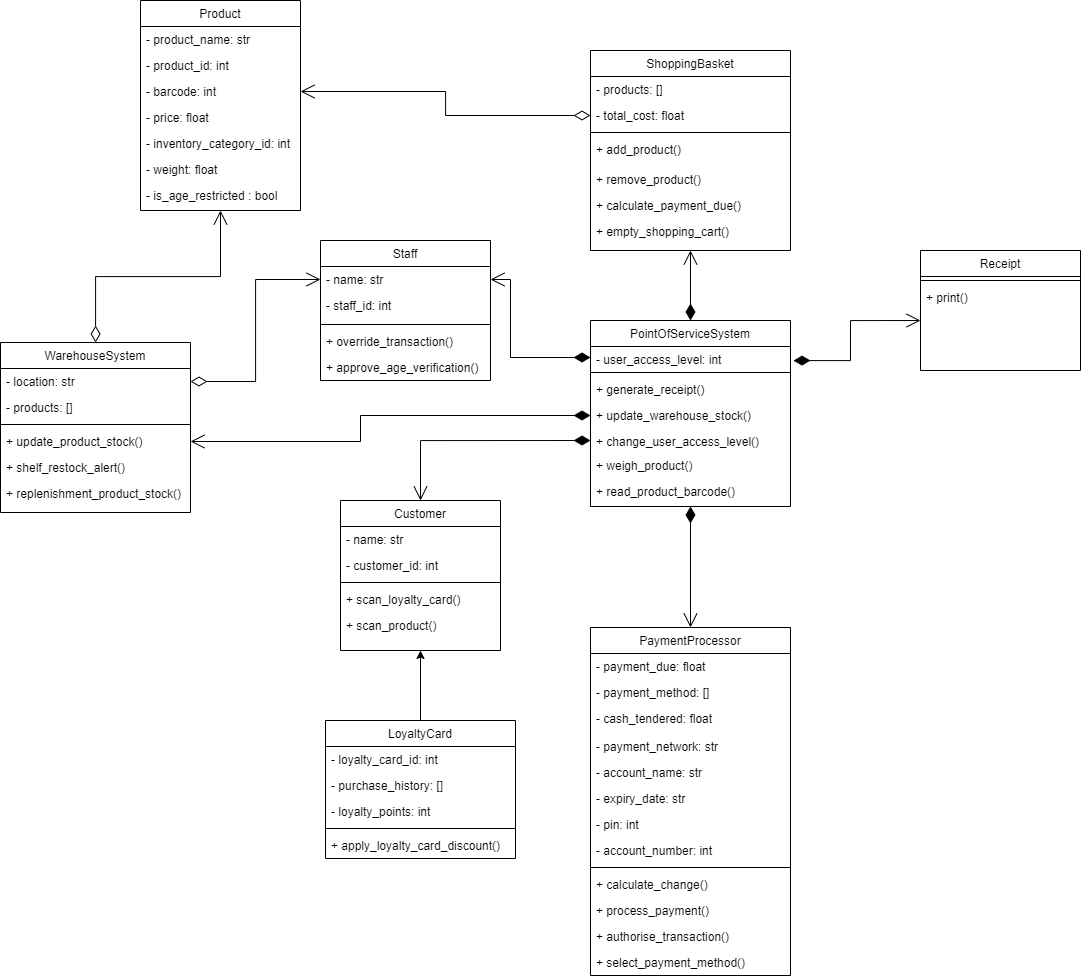 Product
- product_name: str
- product_id: int
- barcode: int
- price: float
- inventory_category_id: int
- weight: float
- is_age_restricted : bool
ShoppingBasket
- products: []
- total_cost: float
+ add_product()
+ remove_product()
+ calculate_payment_due()
+ empty_shopping_cart()
Staff
- name: str
- staff_id: int
+ override_transaction()
+ approve_age_verification()
Receipt
+ print()
WarehouseSystem
- location: str
- products: []
+ update_product_stock()
+ shelf_restock_alert()
+ replenishment_product_stock()
PointOfServiceSystem
- user_access_level: int
+ generate_receipt()
+ update_warehouse_stock()
+ change_user_access_level()
+ weigh_product()
+ read_product_barcode()
Customer
- name: str
- customer_id: int
+ scan_loyalty_card()
+ scan_product()
LoyaltyCard
- loyalty_card_id: int
- purchase_history: []
- loyalty_points: int
+ apply_loyalty_card_discount()
PaymentProcessor
- payment_due: float
- payment_method: []
- cash_tendered: float
- payment_network: str
- account_name: str
- expiry_date: str
- pin: int
- account_number: int
+ calculate_change()
+ process_payment()
+ authorise_transaction()
+ select_payment_method()